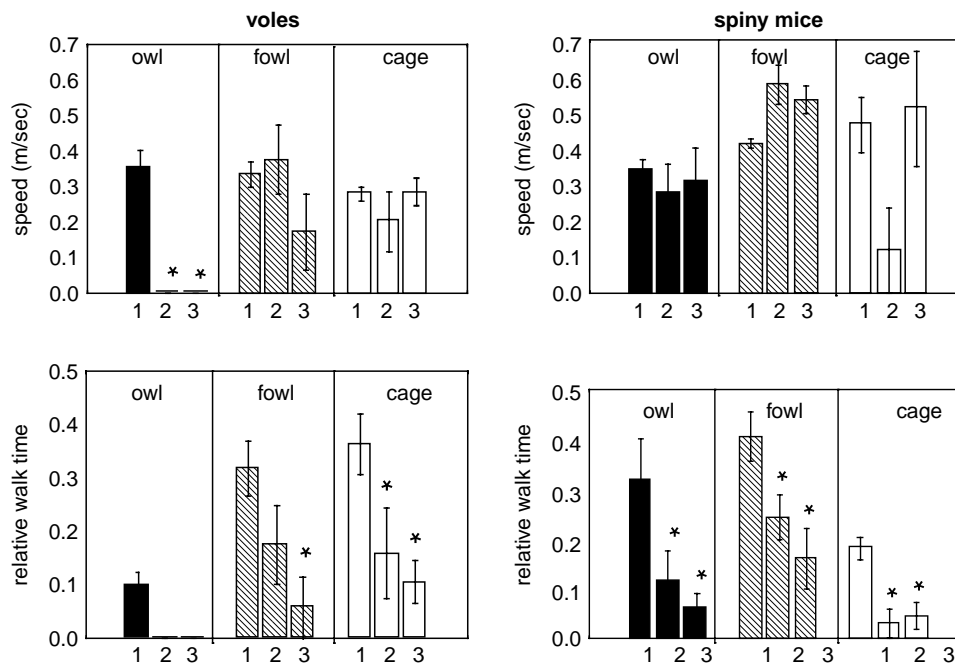 voles
0.7
owl
fowl
cage
0.6
0.5
0.4
0.3
0.2
0.1
0.0
speed (m/sec)
* *
1 2 3 1 2 3 1 2 3
spiny mice
0.7
owl
fowl
cage
0.6
0.5
0.4
0.3
0.2
0.1
0.0
speed (m/sec)
1 2 3 1 2 3 1 2 3
0.5
owl
fowl
cage
0.4
0.3
0.2
0.1
0.0
relative walk time
*
*
*
1 2 3 1 2 3 1 2 3
0.5
owl
fowl
cage
0.4
0.3
0.2
0.1
0.0
relative walk time
*
*
*
*
* *
1 2 3 1 2 3 1 2 3